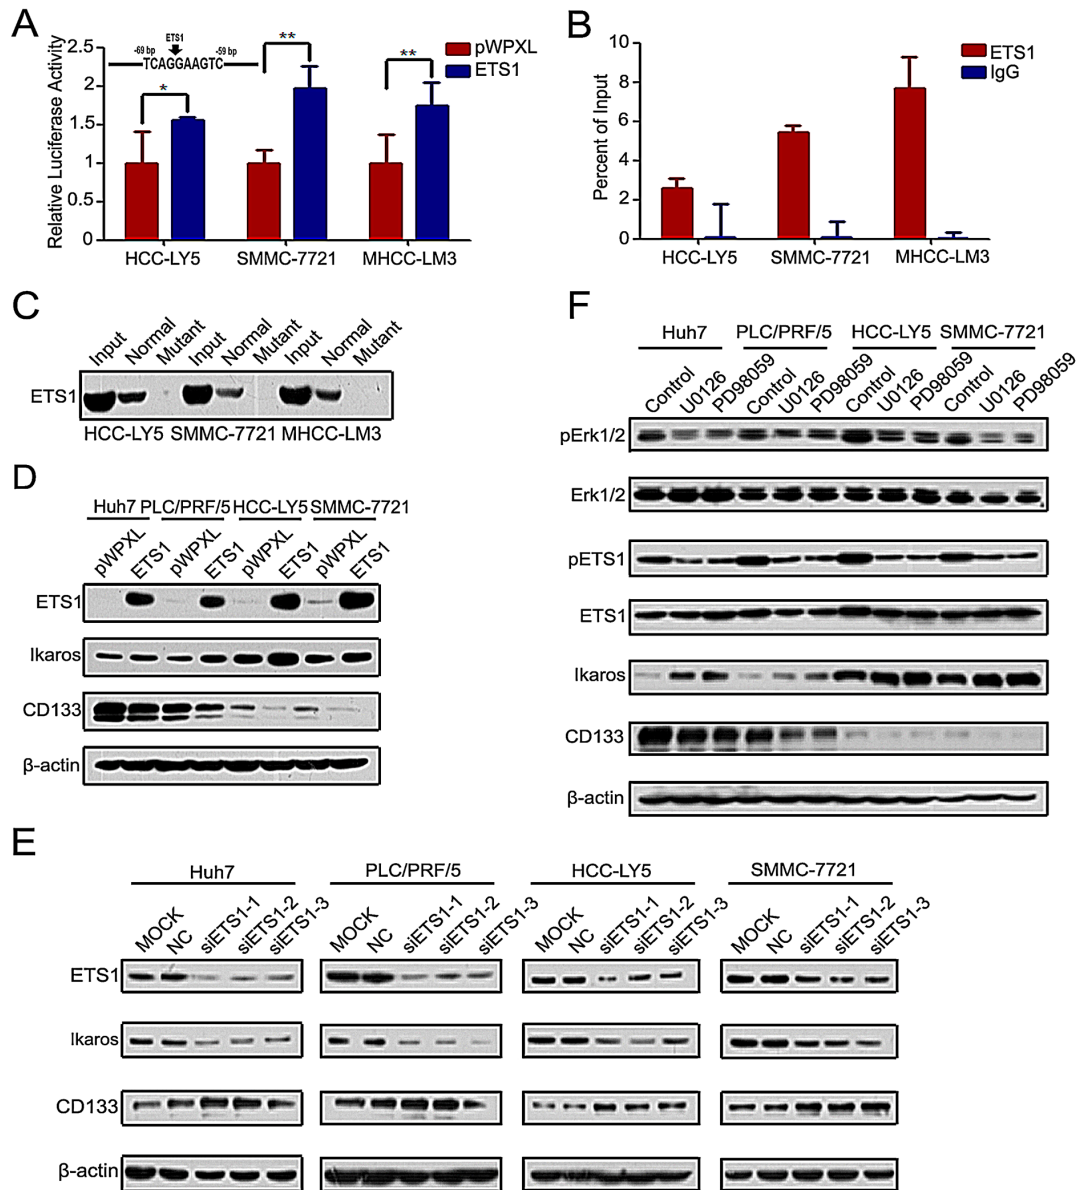 A
Relative Luciferase Activity
2.5
2
1.5
1
0.5
0
ETS1
-69 bp
-59 bp
TCAGGAAGTC
*
**
**
pWPXL
ETS1
HCC-LY5
SMMC-7721
MHCC-LM3
B
Percent of Input
10
8
6
4
2
0
ETS1
IgG
HCC-LY5
SMMC-7721
MHCC-LM3
C
Input
Normal
Mutant
Input
Normal
Mutant
Input
Normal
Mutant
ETS1
HCC-LY5
SMMC-7721
MHCC-LM3
D
Huh7
PLC/PRF/5
HCC-LY5
SMMC-7721
pWPXL
ETS1
pWPXL
ETS1
pWPXL
ETS1
pWPXL
ETS1
ETS1
Ikaros
CD133
β-actin
F
Huh7
PLC/PRF/5
HCC-LY5
SMMC-7721
Control
U0126
PD98059
Control
U0126
PD98059
Control
U0126
PD98059
Control
U0126
PD98059
pErk1/2
Erk1/2
pETS1
ETS1
Ikaros
CD133
β-actin
E
Huh7
PLC/PRF/5
HCC-LY5
SMMC-7721
MOCK
NC
siETS1-1
siETS1-2
siETS1-3
MOCK
NC
siETS1-1
siETS1-2
siETS1-3
MOCK
NC
siETS1-1
siETS1-2
siETS1-3
MOCK
NC
siETS1-1
siETS1-2
siETS1-3
ETS1
Ikaros
CD133
β-actin